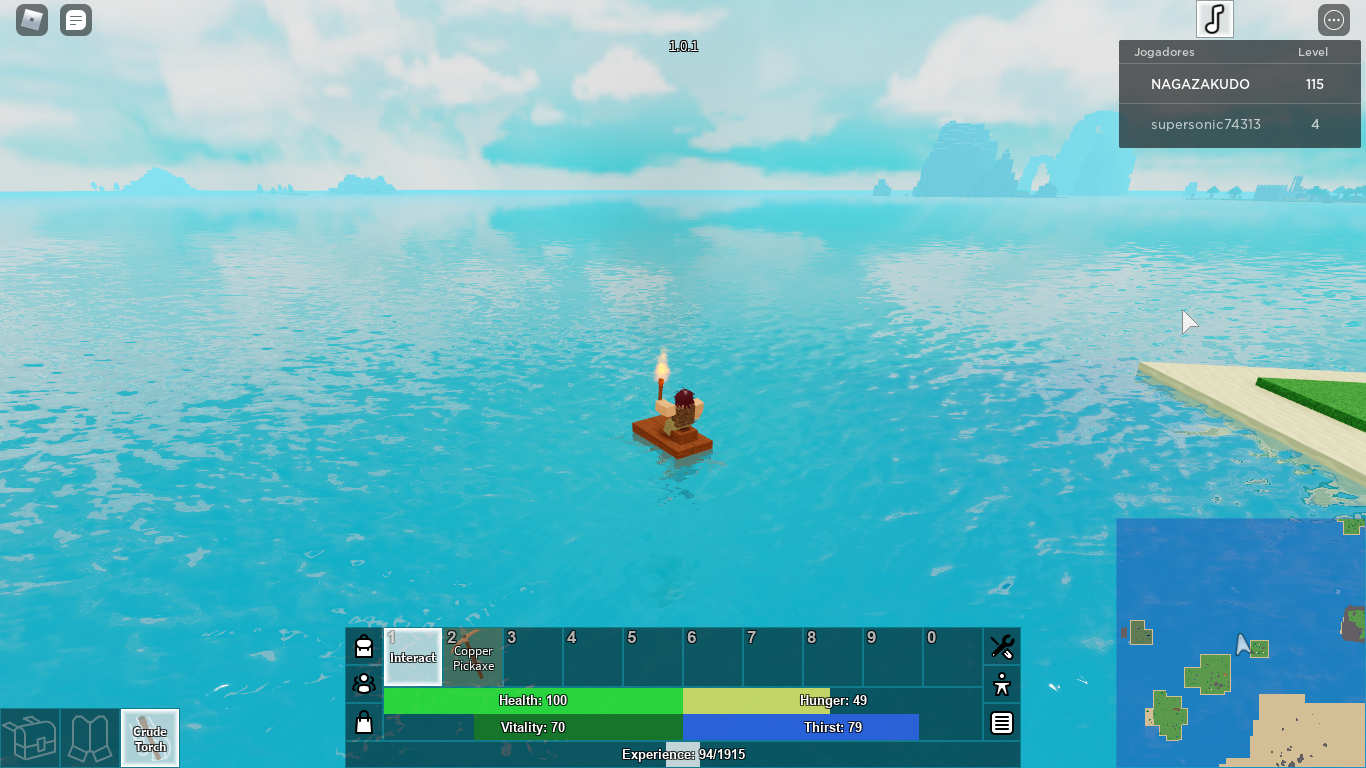 1.0.1
Jogadores Level
NAGAZAKUDO 115
supersonic74313 4
1 2 3 4 5 6 7 8 9 0
Interact
Copper
Pickaxe
Health: 100 Hunger: 49
Vitality: 70 Thirst: 79
Experience: 94/1915
Crude
Torch